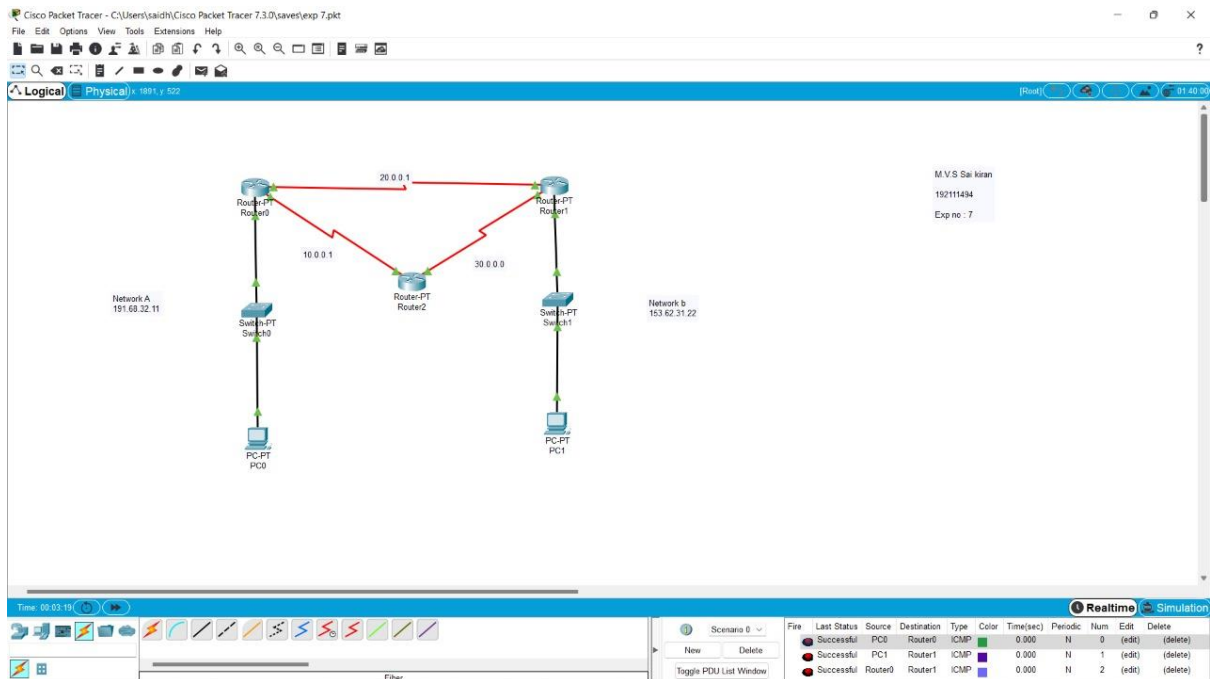 Cisco Packet Tracer - C:\Users\saidh\Cisco Packet Tracer 7.3.0\saves\exp 7.pkt
File Edit Options View Tools Extensions Help
?
Logical Physical x: 1891, y: 522 [Root] 01:40:00
20.0.0.1
M.V.S Sai kiran
192111494
Exp no : 7
Router-PT
Router0
Router-PT
Router1
10.0.0.1
30.0.0.0
Router-PT
Router2
Network A
191.68.32.11
Switch-PT
Switch0
Switch-PT
Switch1
Network b
153.62.31.22
PC-PT
PC0
PC-PT
PC1
Time: 00:03:19 Realtime Simulation
Scenario 0
New Delete
Toggle PDU List Window
Fire Last Status Source Destination Type Color Time(sec) Periodic Num Edit Delete
Successful PC0 Router0 ICMP 0.000 N 0 (edit) (delete)
Successful PC1 Router1 ICMP 0.000 N 1 (edit) (delete)
Successful Router0 Router1 ICMP 0.000 N 2 (edit) (delete)